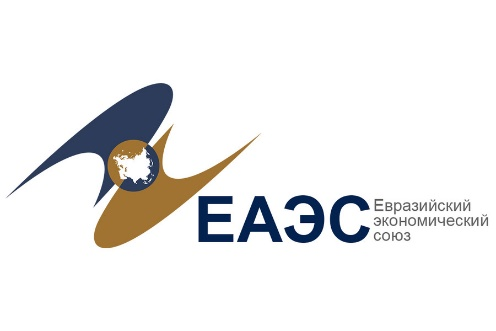 ЕАЭС
Евразийский
экономический
союз